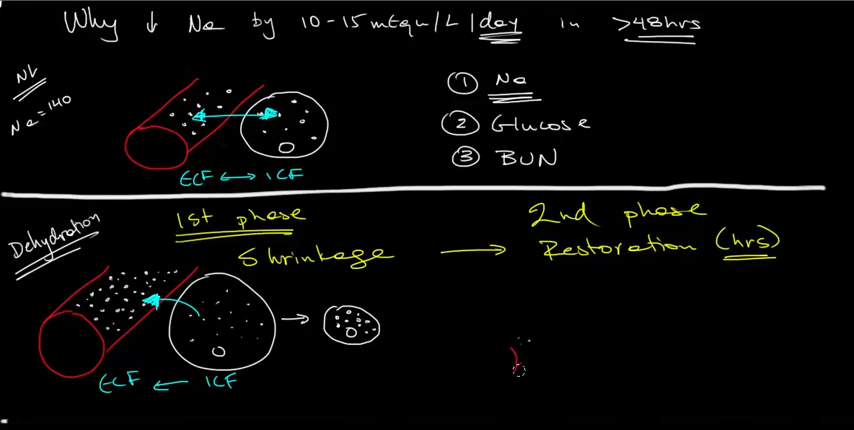 Why ↓ Na by 10-15 mEqu/L/day in >48hrs
Nl
Na=140
① Na
② Glucose
③ BUN
ECF ↔ ICF
Dehydration
1st phase
Shrinkage →
2nd phase
Restoration (hrs)
ECF ← ICF